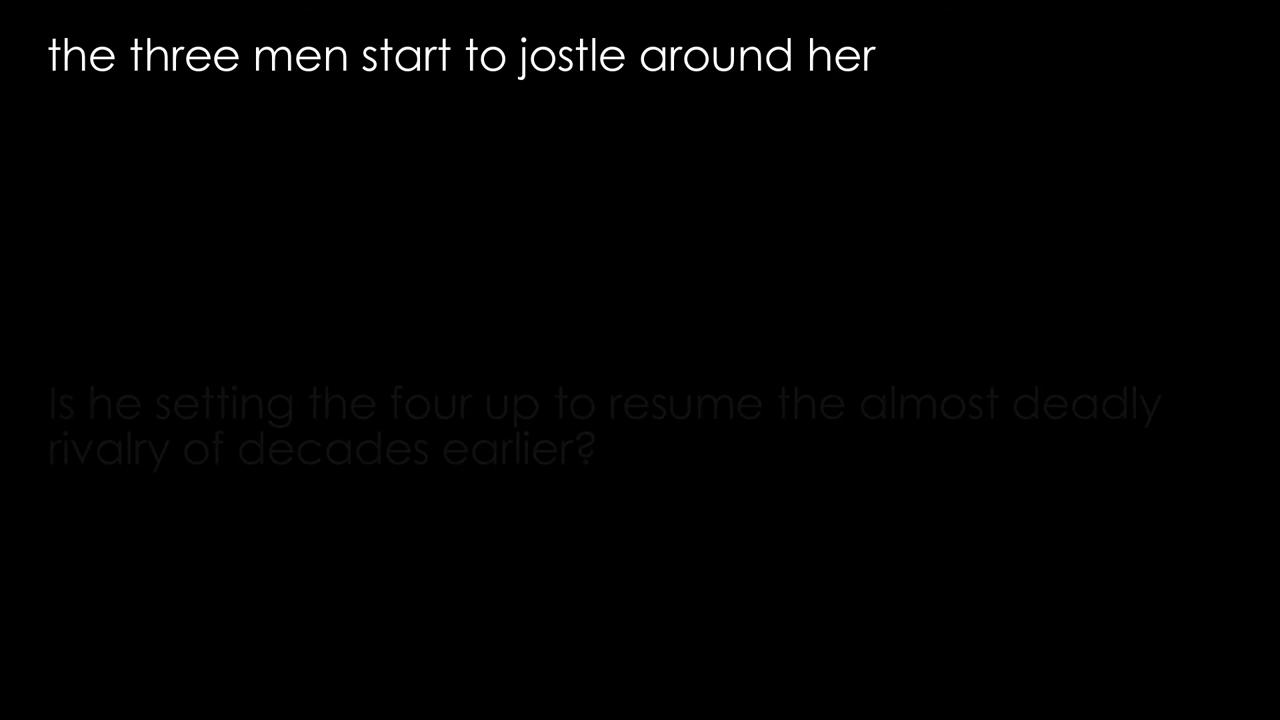 the three men start to jostle around her
Is he setting the four up to resume the almost deadly
rivalry of decades earlier?